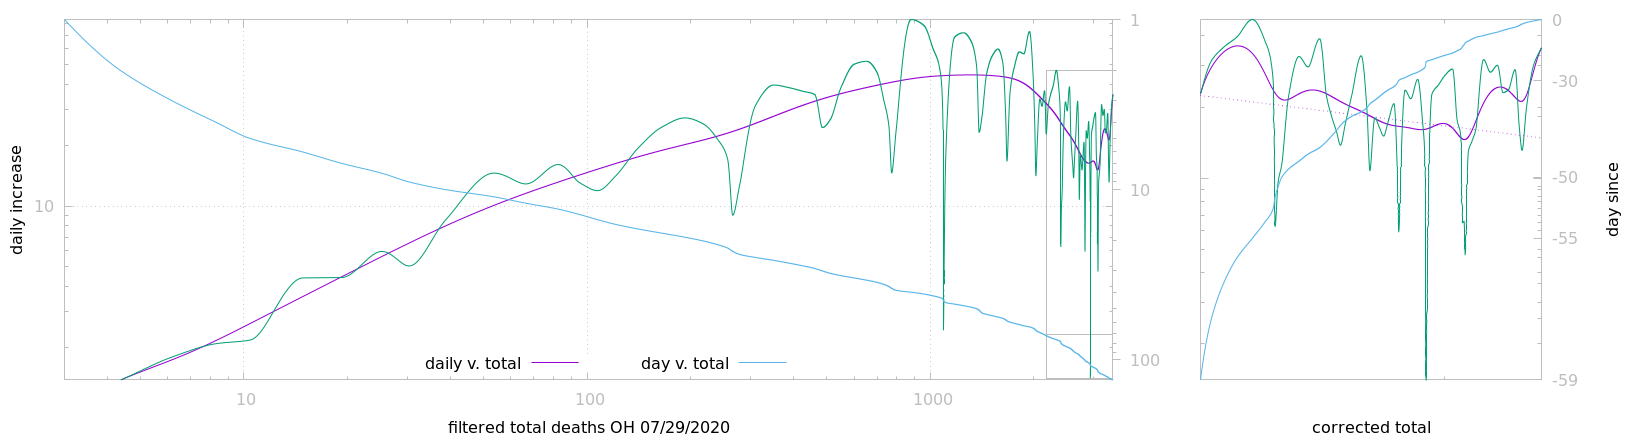 daily increase
10
daily v. total
day v. total
10
100
1000
filtered total deaths OH 07/29/2020
1
10
100
0
-30
-50
-55
-59
day since
corrected total